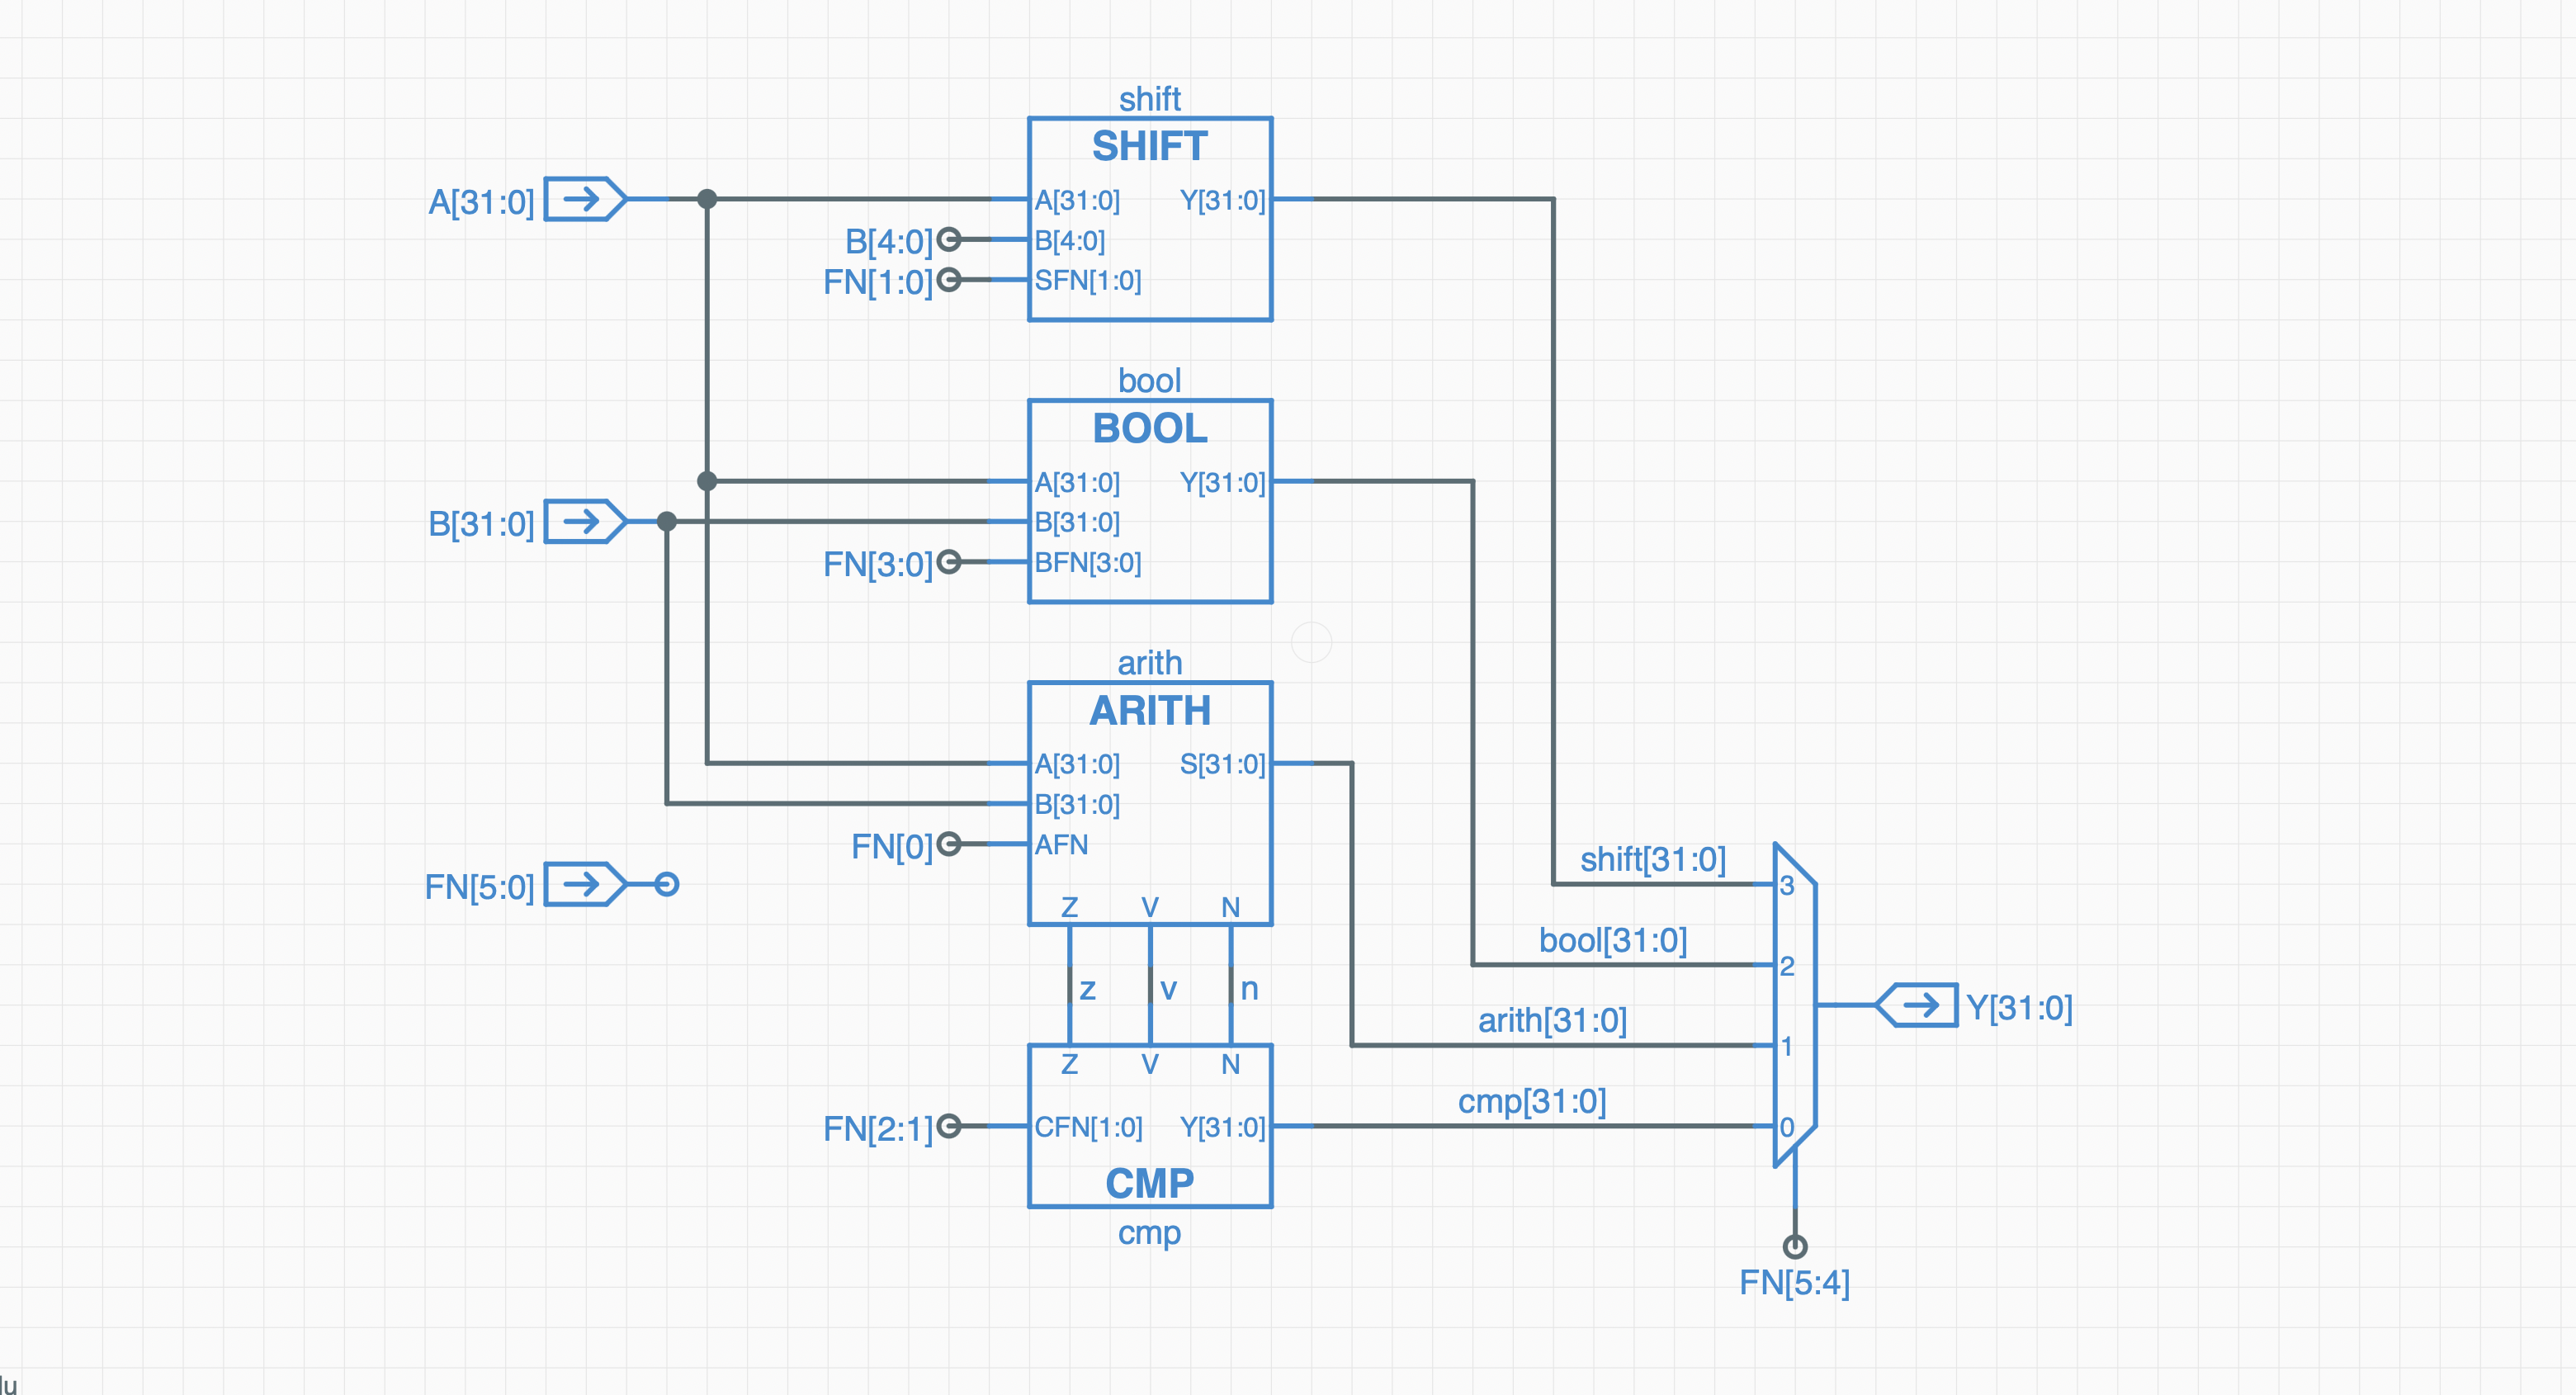 shift
SHIFT
A[31:0]
A[31:0] Y[31:0]
B[4:0]
B[4:0]
FN[1:0]
SFN[1:0]
bool
BOOL
A[31:0] Y[31:0]
B[31:0]
B[31:0]
FN[3:0]
BFN[3:0]
arith
ARITH
A[31:0] S[31:0]
B[31:0]
FN[0]
AFN
FN[5:0]
Z V N
z v n
Z V N
FN[2:1]
CFN[1:0] Y[31:0]
CMP
cmp
shift[31:0]
3
bool[31:0]
2
Y[31:0]
arith[31:0]
1
cmp[31:0]
0
FN[5:4]